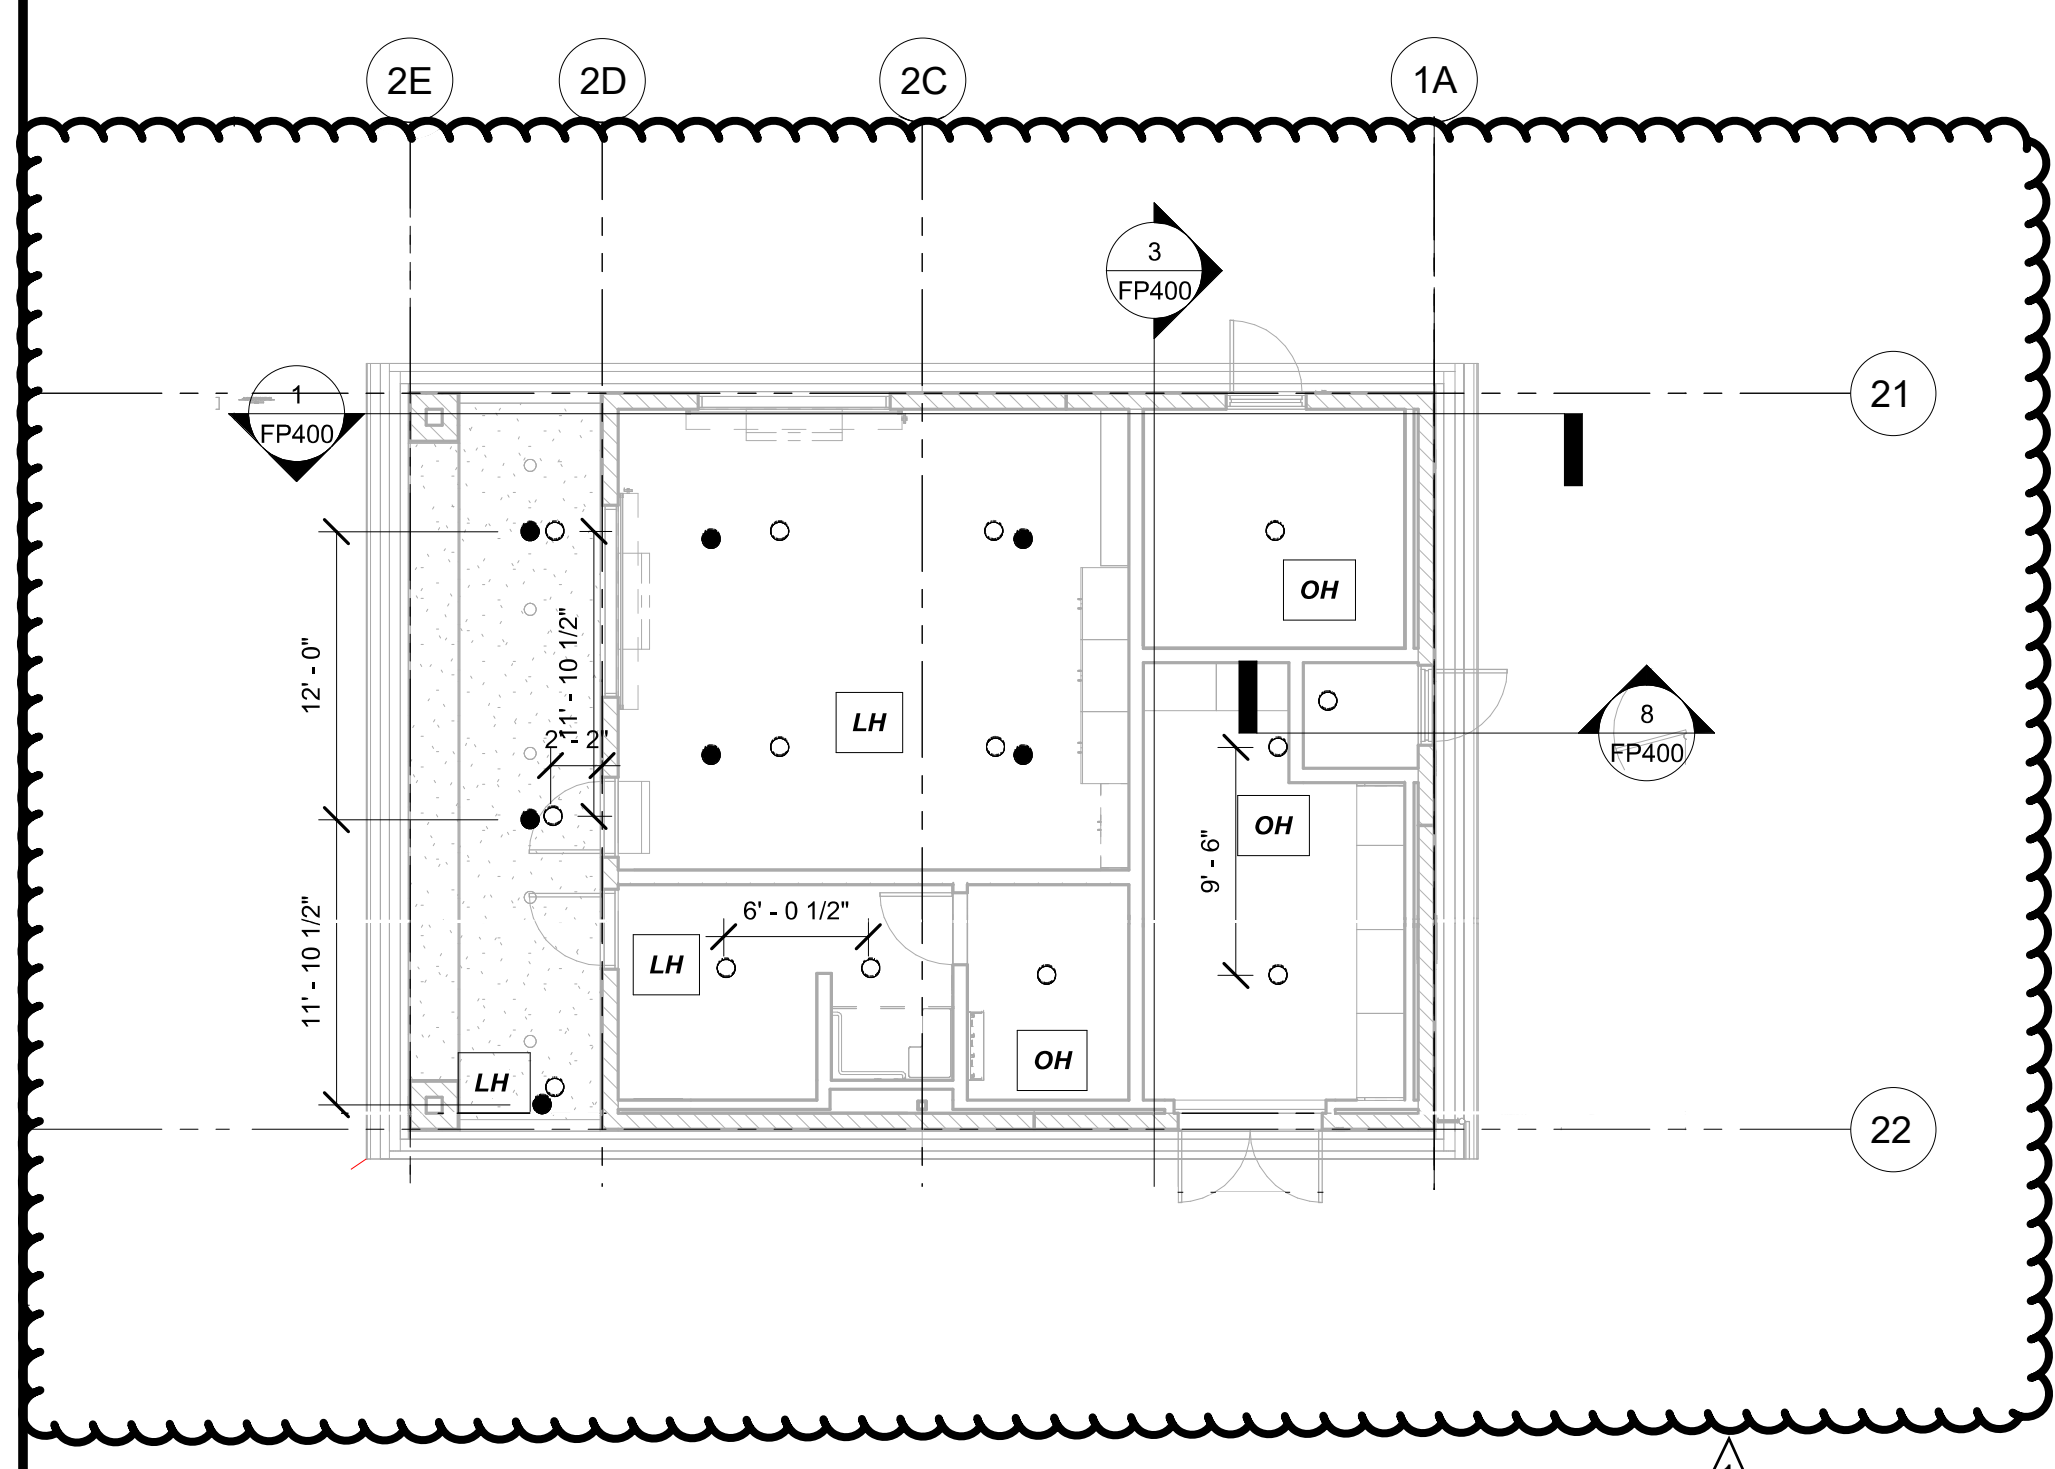 2E
2D
2C
1A
3
FP400
1
FP400
21
OH
11' - 10 1/2"
12' - 0"
LH
2' - 2"
8
FP400
OH
9' - 6"
6' - 0 1/2"
LH
11' - 10 1/2"
OH
LH
22